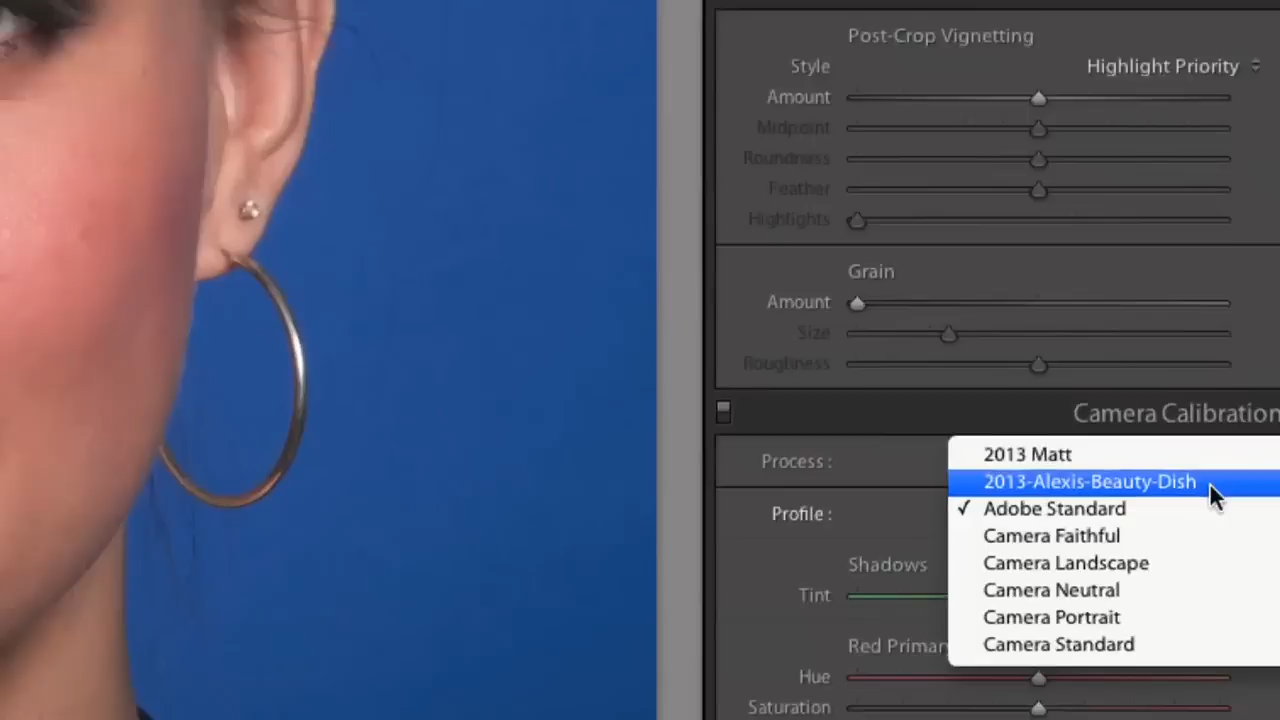 Post-Crop Vignetting
Style Highlight Priority
Amount
Midpoint
Roundness
Feather
Highlights
Grain
Amount
Size
Roughness
Camera Calibration
Process :
2013 Matt
2013-Alexis-Beauty-Dish
Profile :
✓ Adobe Standard
Camera Faithful
Shadows
Camera Landscape
Tint
Camera Neutral
Camera Portrait
Red Primary
Camera Standard
Hue
Saturation